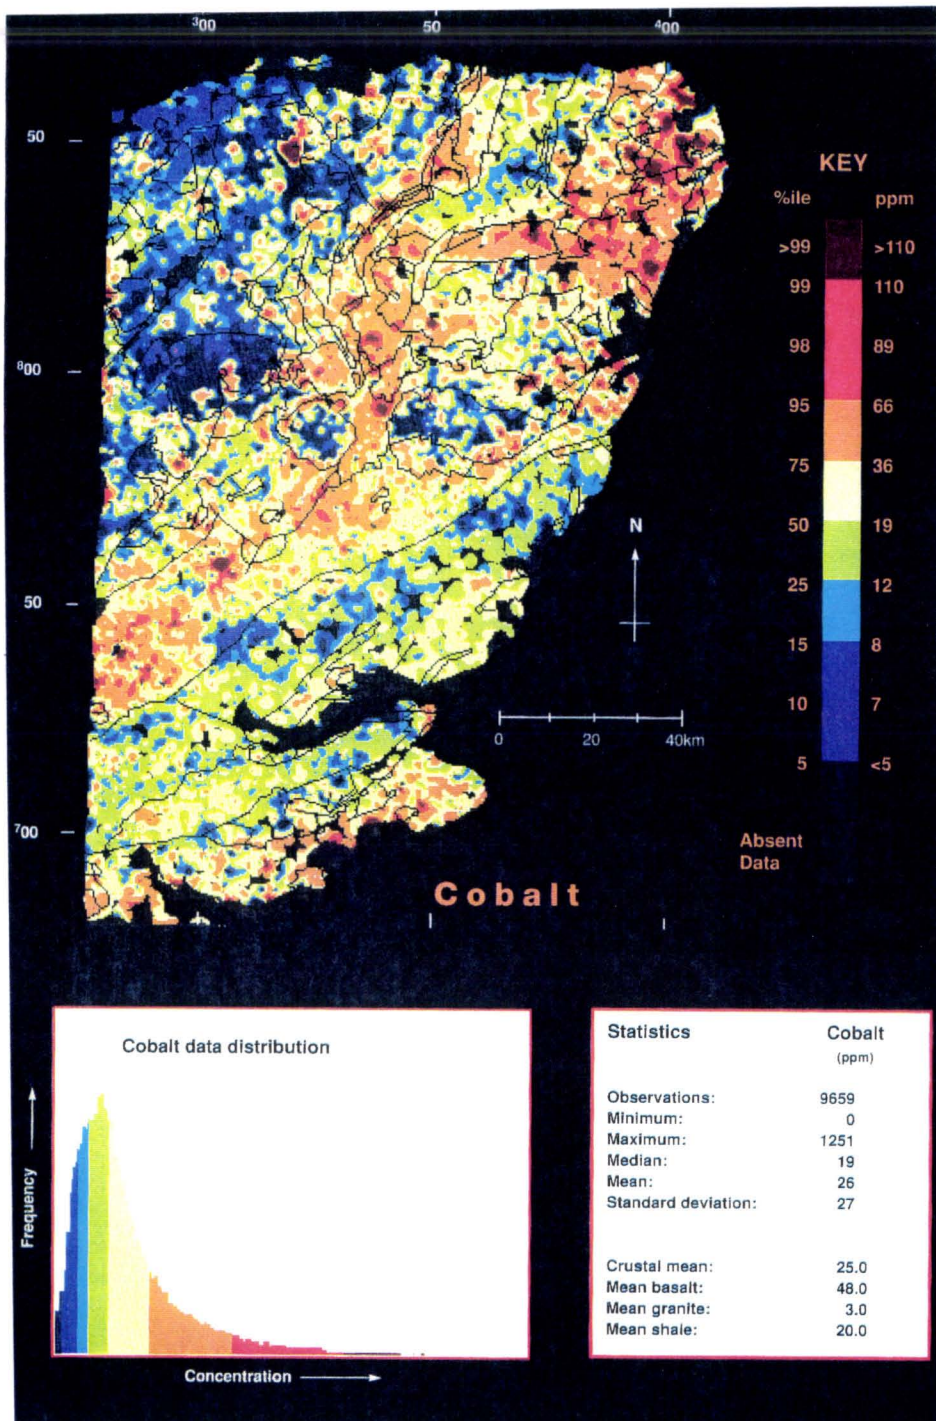 300 50 400
50
KEY
%ile ppm
>99 >110
99 110
98 89
95 66
800
75 36
50 19
N
25 12
50
15 8
10 7
0 20 40km
5 <5
700
Absent
Data
Cobalt
Cobalt data distribution
Frequency
Concentration
Statistics Cobalt
(ppm)
Observations: 9659
Minimum: 0
Maximum: 1251
Median: 19
Mean: 26
Standard deviation: 27
Crustal mean: 25.0
Mean basalt: 48.0
Mean granite: 3.0
Mean shale: 20.0